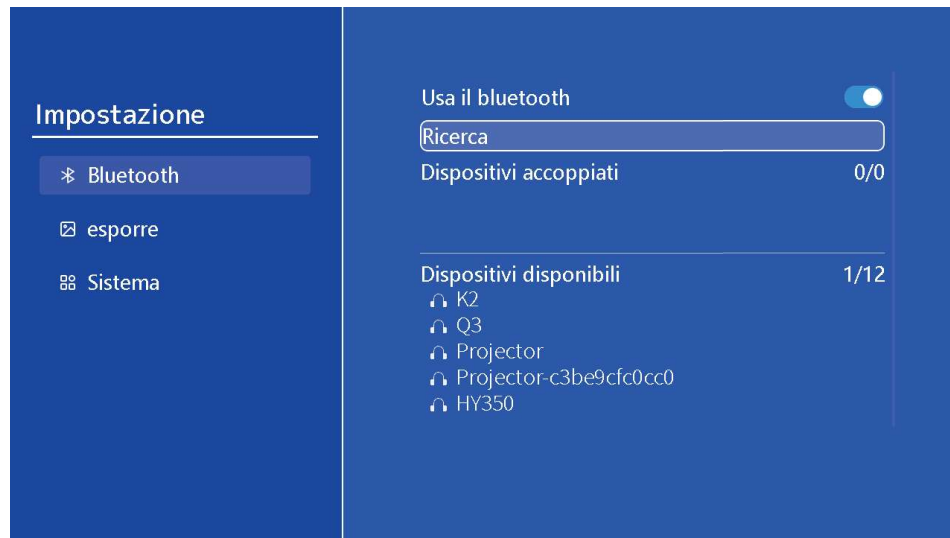 Impostazione
Bluetooth
esporre
Sistema
Usa il bluetooth
Ricerca
Dispositivi accoppiati 0/0
Dispositivi disponibili 1/12
K2
Q3
Projector
Projector-c3be9cfc0cc0
HY350